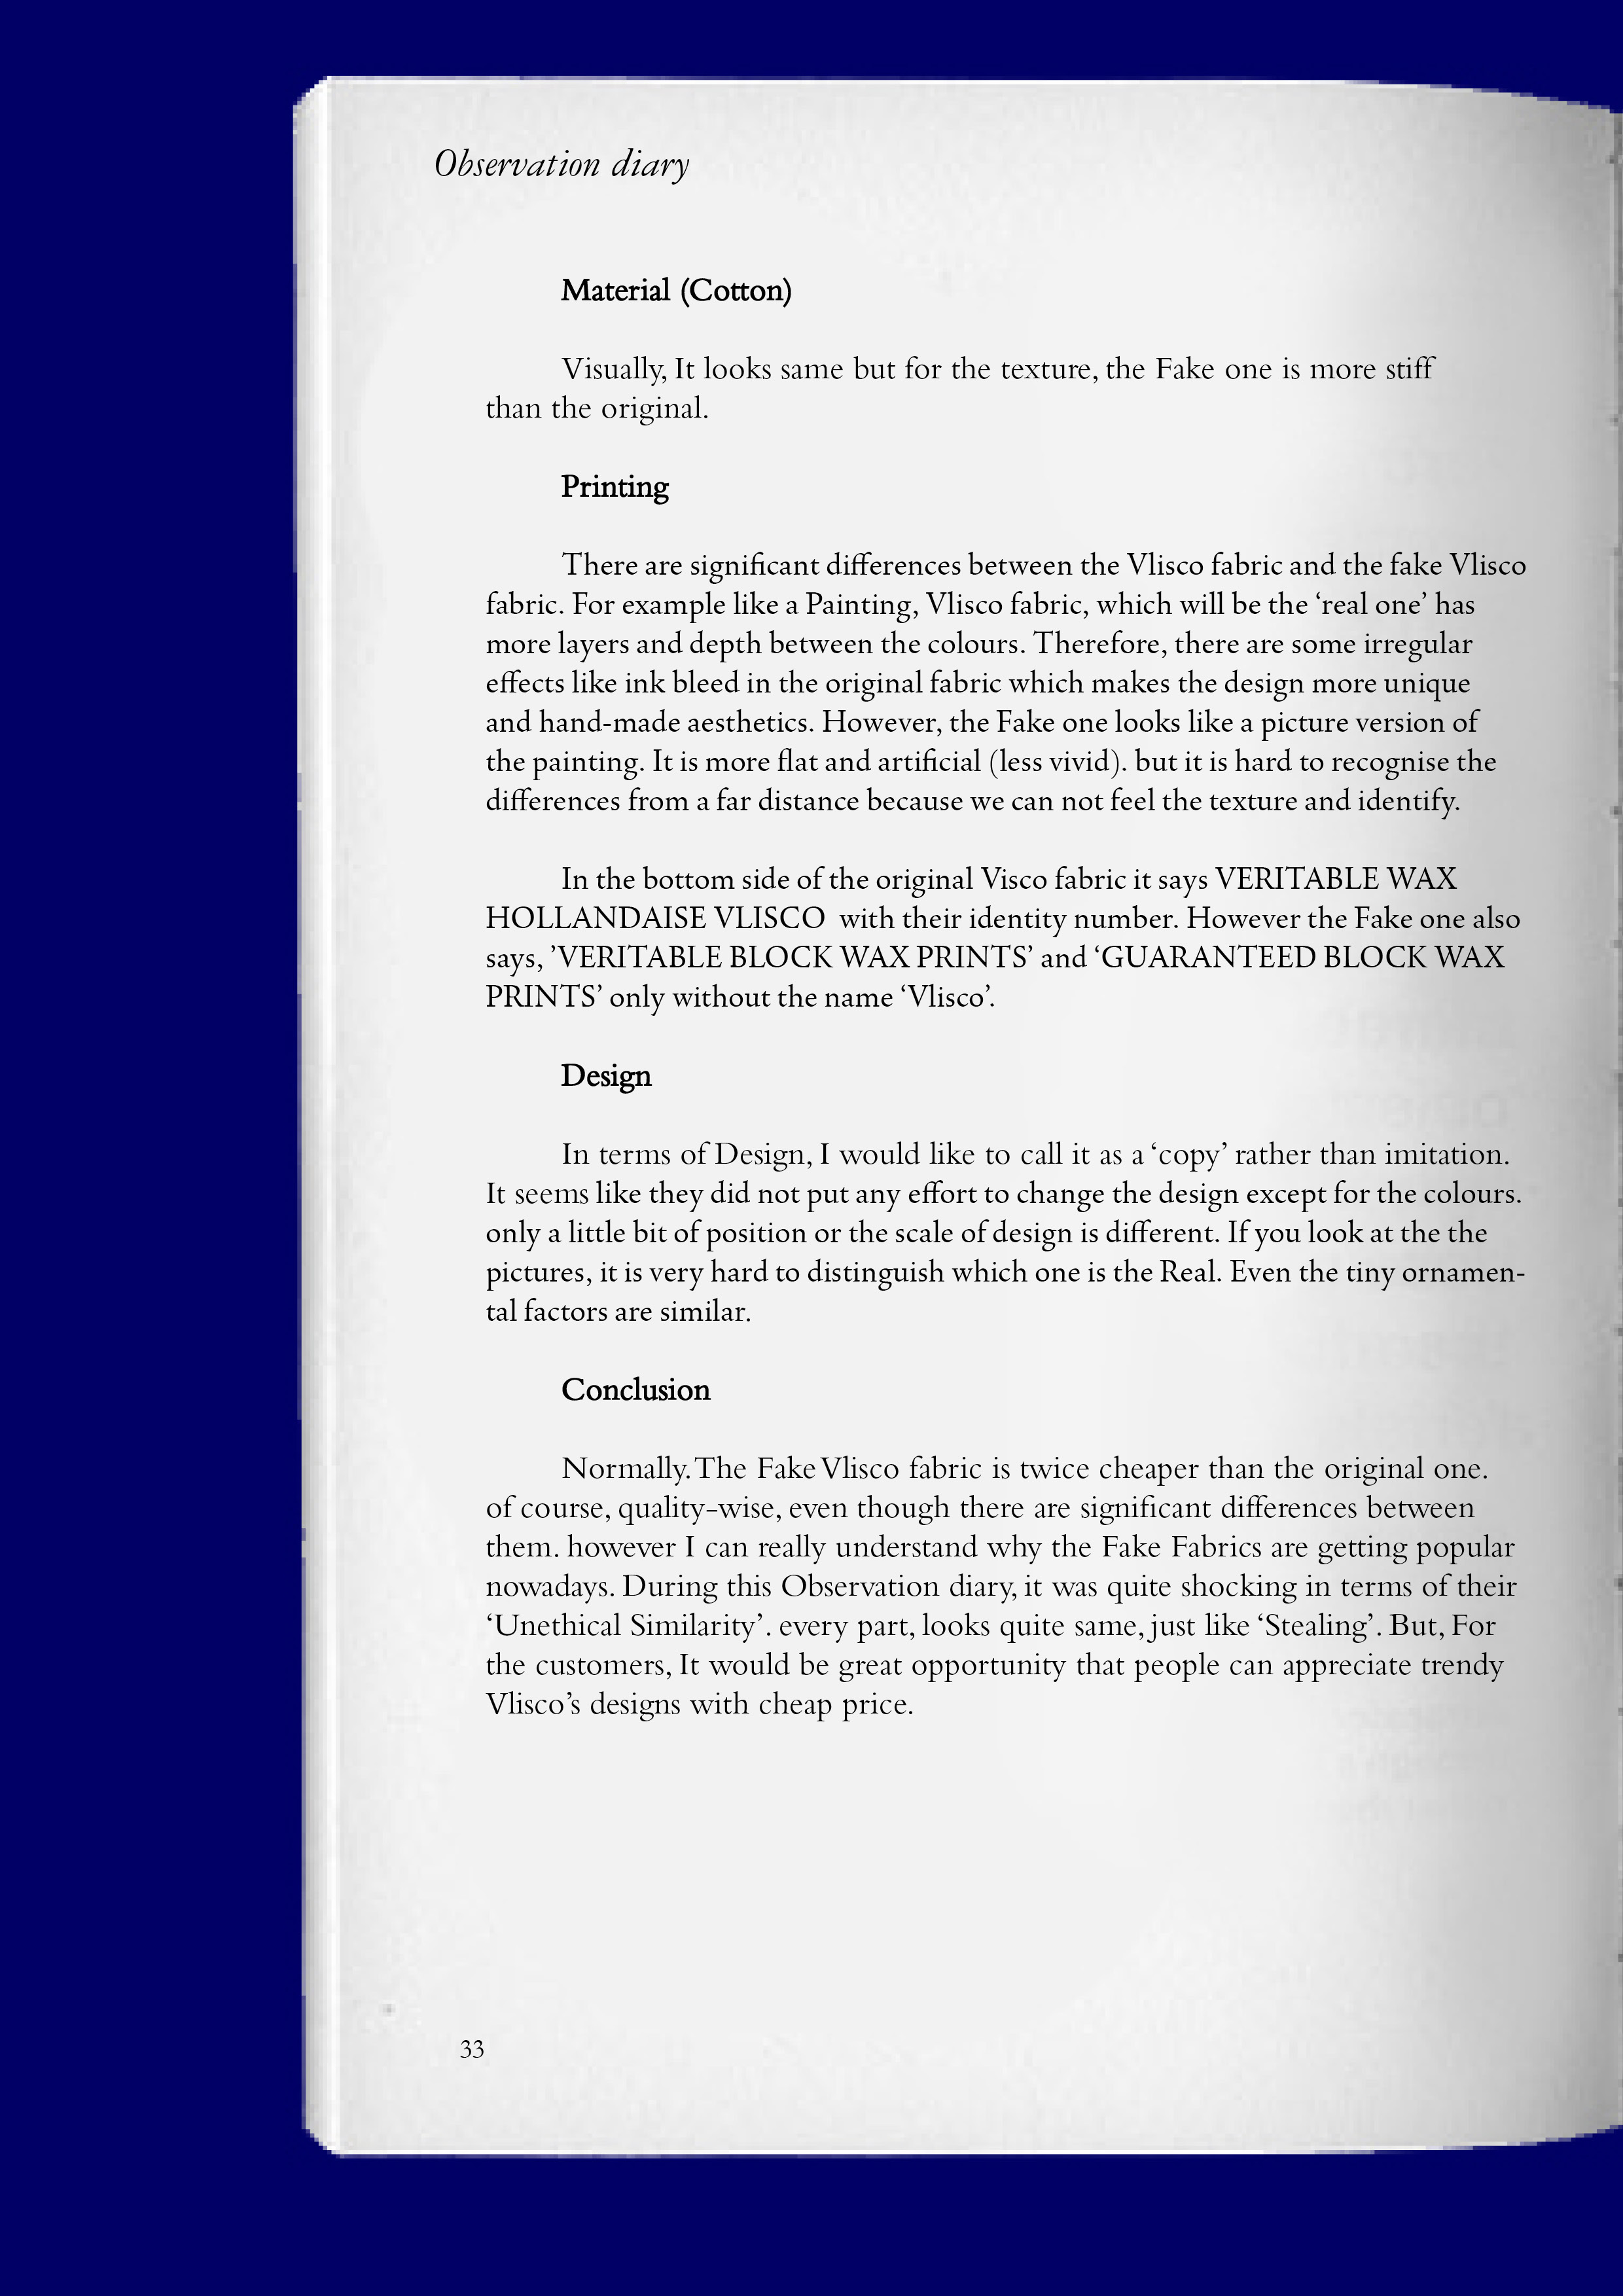 Observation diary
Material (Cotton)
Visually, It looks same but for the texture, the Fake one is more stiff
than the original.
Printing
There are significant differences between the Vlisco fabric and the fake Vlisco
fabric. For example like a Painting, Vlisco fabric, which will be the ‘real one’ has
more layers and depth between the colours. Therefore, there are some irregular
effects like ink bleed in the original fabric which makes the design more unique
and hand-made aesthetics. However, the Fake one looks like a picture version of
the painting. It is more flat and artificial (less vivid). but it is hard to recognise the
differences from a far distance because we can not feel the texture and identify.
In the bottom side of the original Visco fabric it says VERITABLE WAX
HOLLANDAISE VLISCO  with their identity number. However the Fake one also
says, ’VERITABLE BLOCK WAX PRINTS’ and ‘GUARANTEED BLOCK WAX
PRINTS’ only without the name ‘Vlisco’.
Design
In terms of Design, I would like to call it as a ‘copy’ rather than imitation.
It seems like they did not put any effort to change the design except for the colours.
only a little bit of position or the scale of design is different. If you look at the the
pictures, it is very hard to distinguish which one is the Real. Even the tiny ornamen-
tal factors are similar.
Conclusion
Normally. The Fake Vlisco fabric is twice cheaper than the original one.
of course, quality-wise, even though there are significant differences between
them. however I can really understand why the Fake Fabrics are getting popular
nowadays. During this Observation diary, it was quite shocking in terms of their
‘Unethical Similarity’. every part, looks quite same, just like ‘Stealing’. But, For
the customers, It would be great opportunity that people can appreciate trendy
Vlisco’s designs with cheap price.
33